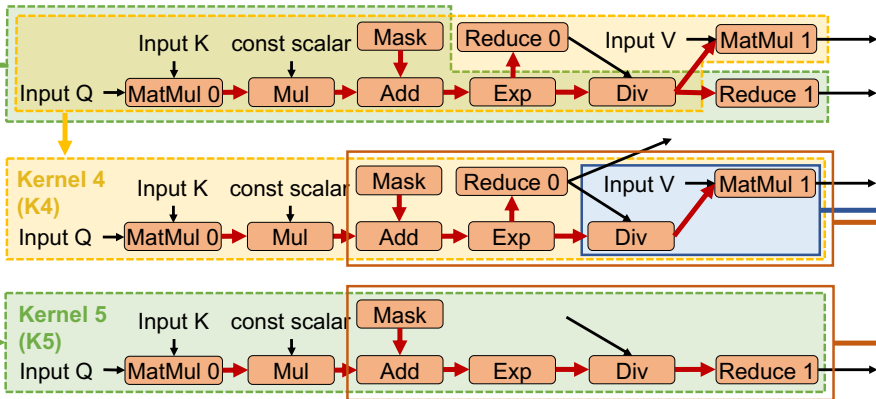 Mask
Reduce 0
Input K
const scalar
Input V
MatMul 1
Input Q
MatMul 0
Mul
Add
Exp
Div
Reduce 1
Kernel 4
(K4)
Mask
Reduce 0
Input K
const scalar
Input V
MatMul 1
Input Q
MatMul 0
Mul
Add
Exp
Div
Kernel 5
(K5)
Mask
Input K
const scalar
Input Q
MatMul 0
Mul
Add
Exp
Div
Reduce 1